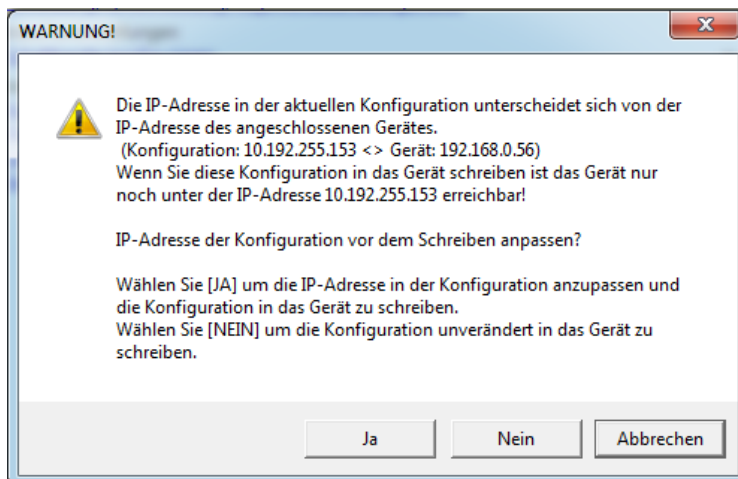 WARNUNG!
Die IP-Adresse in der aktuellen Konfiguration unterscheidet sich von der
IP-Adresse des angeschlossenen Gerätes.
(Konfiguration: 10.192.255.153 <> Gerät: 192.168.0.56)
Wenn Sie diese Konfiguration in das Gerät schreiben ist das Gerät nur
noch unter der IP-Adresse 10.192.255.153 erreichbar!
IP-Adresse der Konfiguration vor dem Schreiben anpassen?
Wählen Sie [JA] um die IP-Adresse in der Konfiguration anzupassen und
die Konfiguration in das Gerät zu schreiben.
Wählen Sie [NEIN] um die Konfiguration unverändert in das Gerät zu
schreiben.
Ja
Nein
Abbrechen